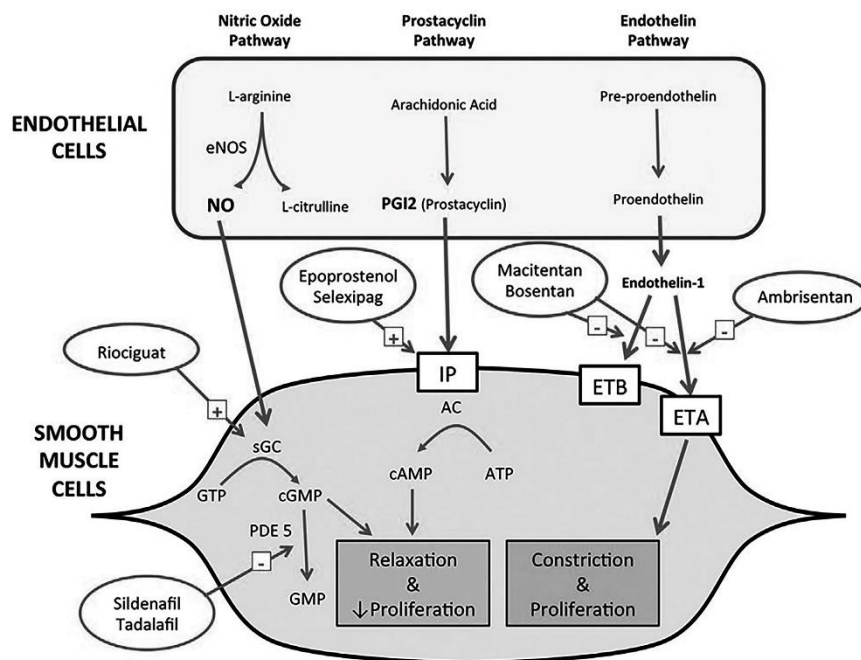 Nitric Oxide
Pathway
Prostacyclin
Pathway
Endothelin
Pathway
ENDOTHELIAL
CELLS
L-arginine
eNOS
NO
L-citrulline
Arachidonic Acid
PGI2 (Prostacyclin)
Pre-proendothelin
Proendothelin
Endothelin-1
Epoprostenol
Selexipag
+
Macitentan
Bosentan
-
-
Ambrisentan
-
Riociguat
+
IP
ETB
ETA
SMOOTH
MUSCLE
CELLS
sGC
GTP
cGMP
AC
cAMP
ATP
PDE 5
-
GMP
Sildenafil
Tadalafil
Relaxation
&
↓Proliferation
Constriction
&
Proliferation